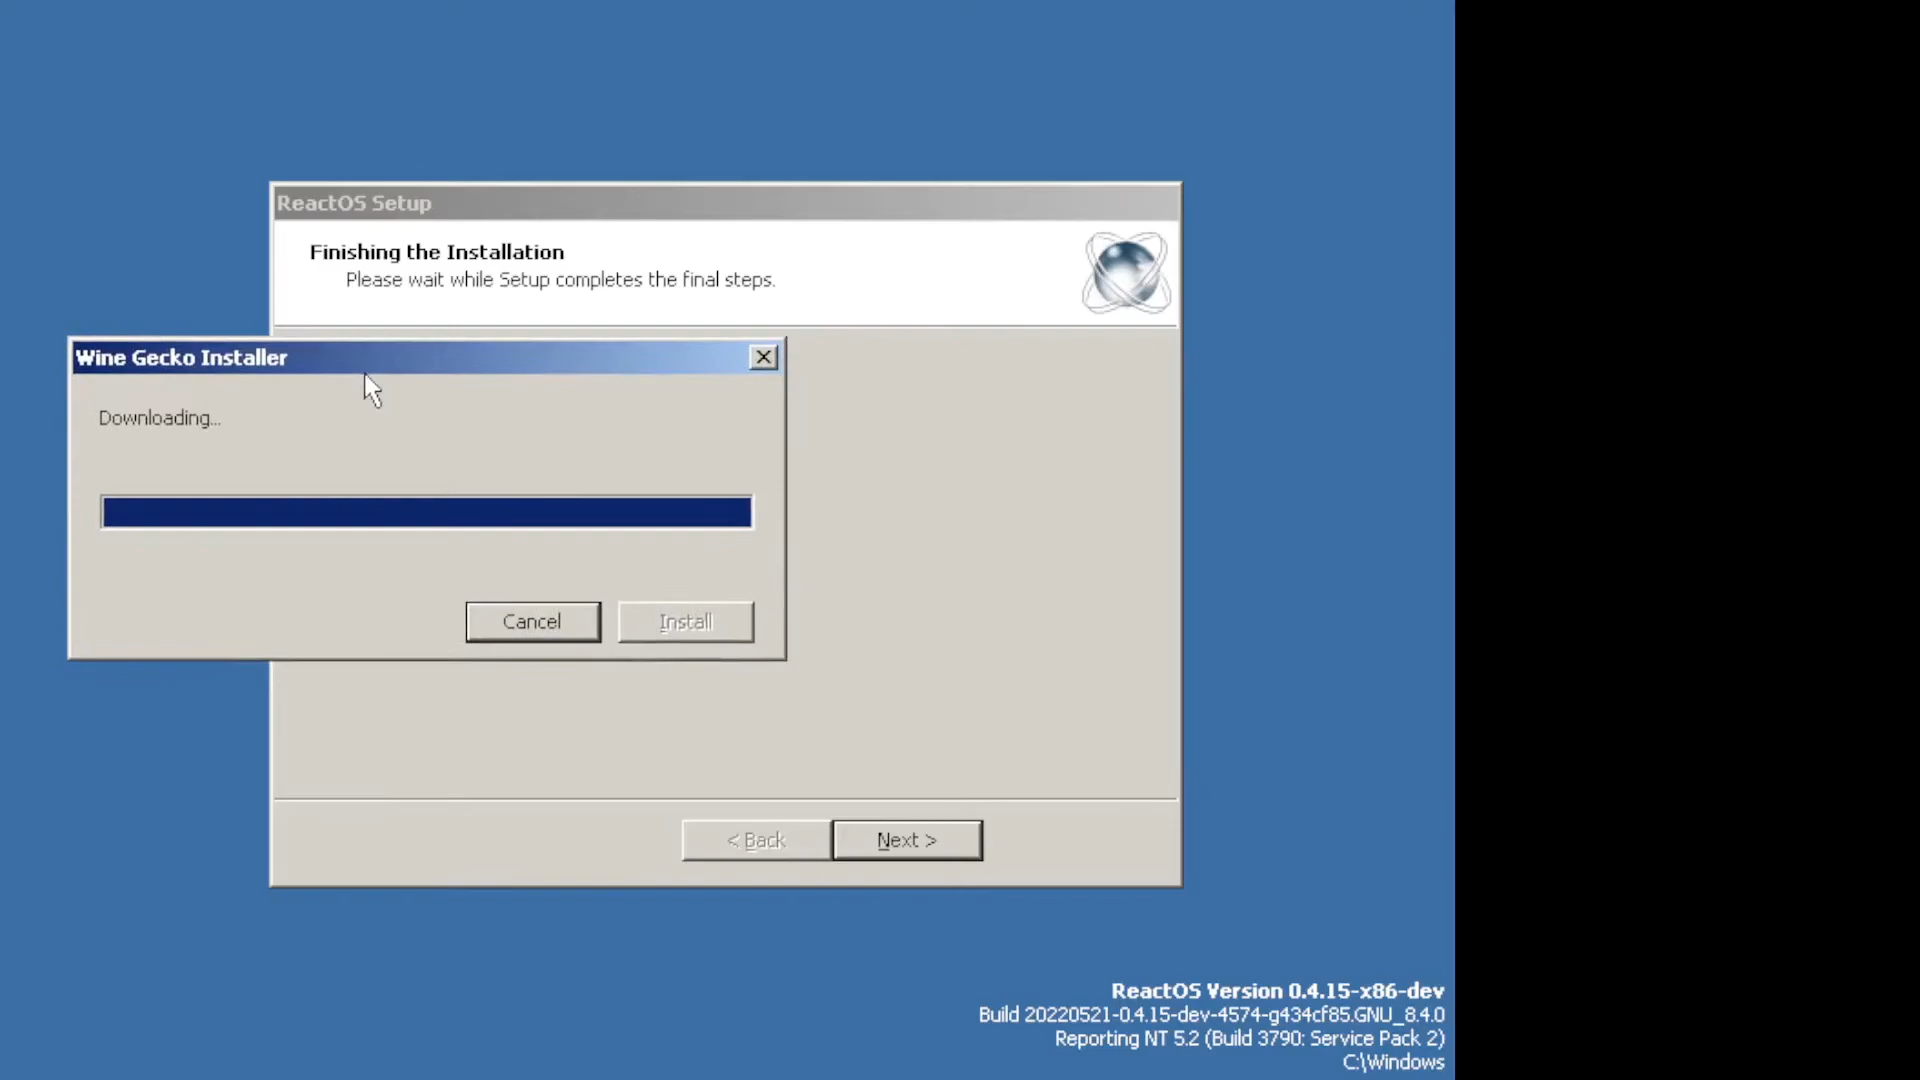 ReactOS Setup
Finishing the Installation
Please wait while Setup completes the final steps.
Wine Gecko Installer
Downloading...
Cancel
Install
< Back
Next >
ReactOS Version 0.4.15-x86-dev
Build 20220521-0.4.15-dev-4574-g434cf85.GNU_8.4.0
Reporting NT 5.2 (Build 3790: Service Pack 2)
C:\Windows